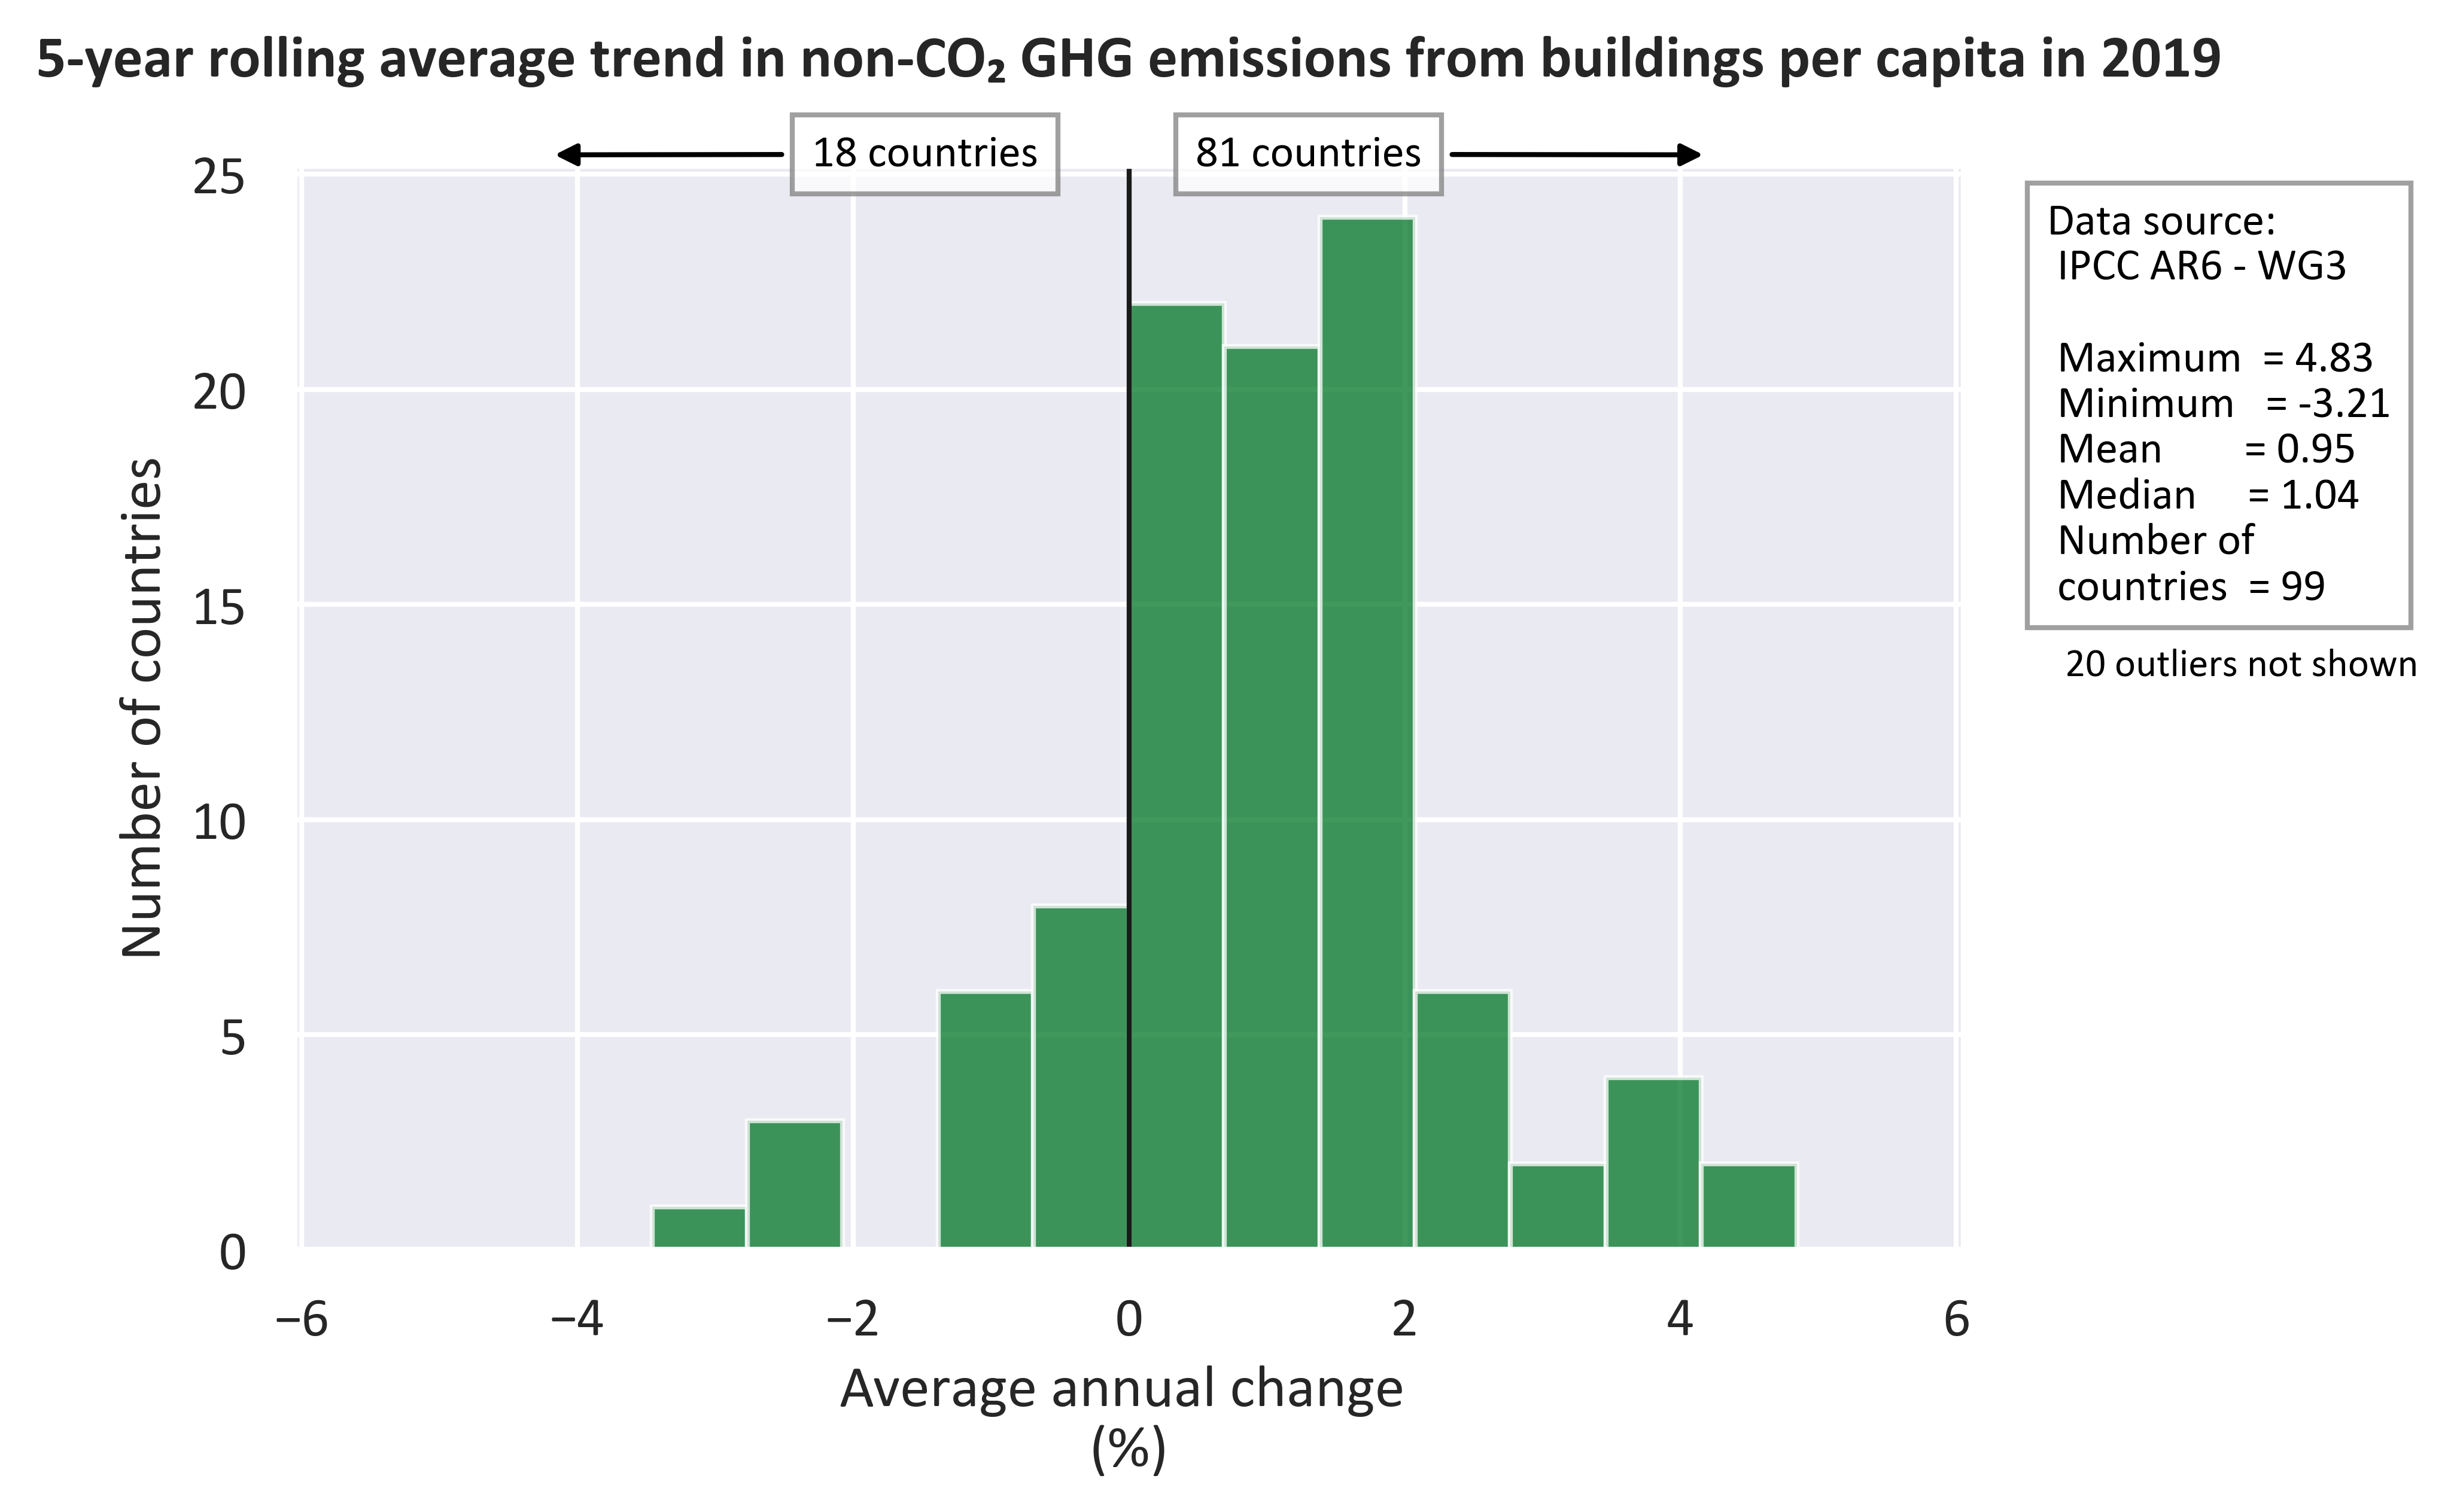 5-year rolling average trend in non-CO₂ GHG emissions from buildings per capita in 2019
18 countries
81 countries
25
20
15
10
5
0
Number of countries
−6
−4
−2
0
2
4
6
Average annual change
(%)
Data source:
IPCC AR6 - WG3
Maximum = 4.83
Minimum = -3.21
Mean = 0.95
Median = 1.04
Number of
countries = 99
20 outliers not shown